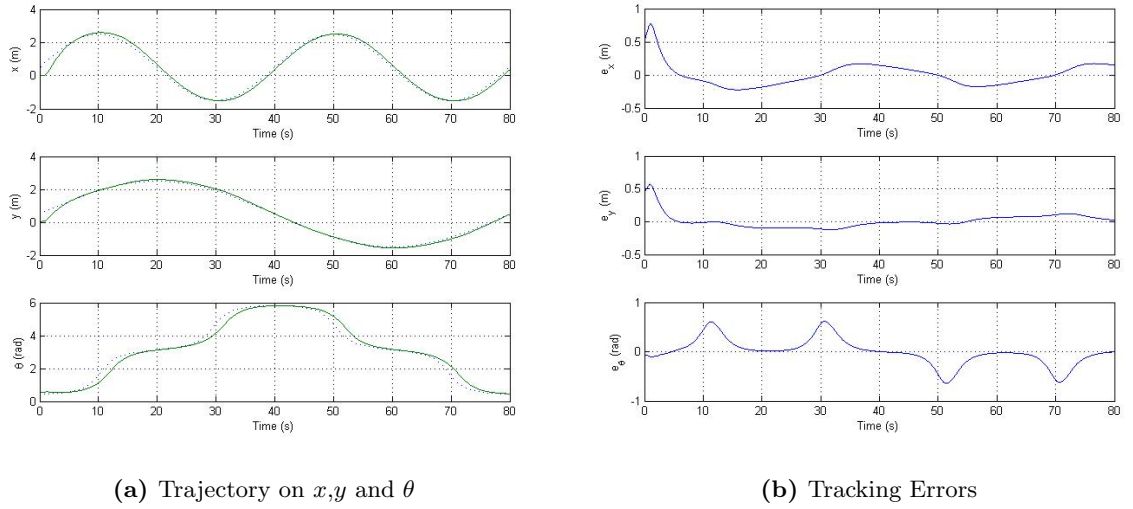 4
2
0
-2
x (m)
0 10 20 30 40 50 60 70 80
Time (s)
4
2
0
-2
y (m)
0 10 20 30 40 50 60 70 80
Time (s)
6
4
2
0
θ (rad)
0 10 20 30 40 50 60 70 80
Time (s)
(a) Trajectory on x,y and θ
1
0.5
0
-0.5
e_x (m)
0 10 20 30 40 50 60 70 80
Time (s)
1
0.5
0
-0.5
e_y (m)
0 10 20 30 40 50 60 70 80
Time (s)
1
0
-1
e_θ (rad)
0 10 20 30 40 50 60 70 80
Time (s)
(b) Tracking Errors